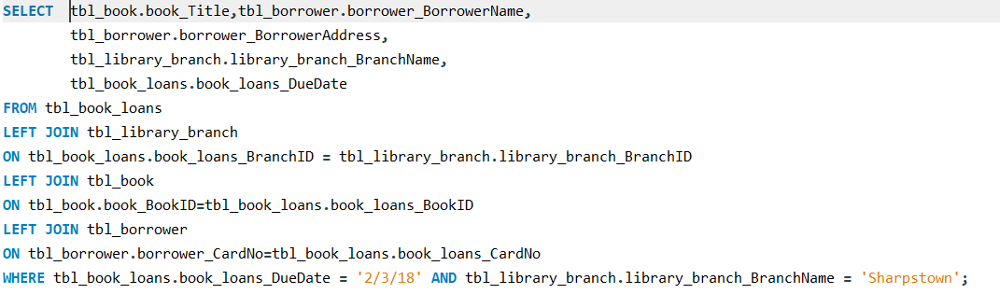 SELECT tbl_book.book_Title,tbl_borrower.borrower_BorrowerName,
tbl_borrower.borrower_BorrowerAddress,
tbl_library_branch.library_branch_BranchName,
tbl_book_loans.book_loans_DueDate
FROM tbl_book_loans
LEFT JOIN tbl_library_branch
ON tbl_book_loans.book_loans_BranchID = tbl_library_branch.library_branch_BranchID
LEFT JOIN tbl_book
ON tbl_book.book_BookID=tbl_book_loans.book_loans_BookID
LEFT JOIN tbl_borrower
ON tbl_borrower.borrower_CardNo=tbl_book_loans.book_loans_CardNo
WHERE tbl_book_loans.book_loans_DueDate = '2/3/18' AND tbl_library_branch.library_branch_BranchName = 'Sharpstown';